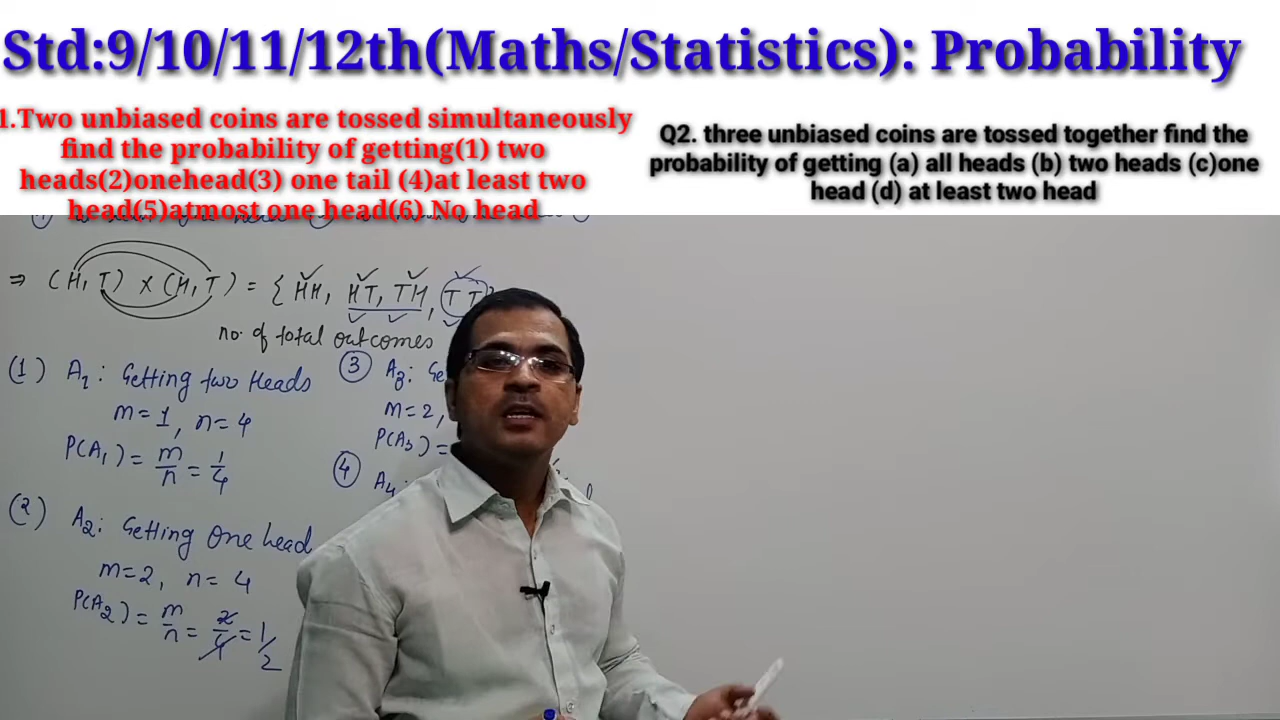 Std:9/10/11/12th(Maths/Statistics): Probability
1.Two unbiased coins are tossed simultaneously
find the probability of getting(1) two
heads(2)onehead(3) one tail (4)at least two
head(5)atmost one head(6) No head
Q2. three unbiased coins are tossed together find the
probability of getting (a) all heads (b) two heads (c)one
head (d) at least two head
⇒ (H, T) × (H, T) = { HH, HT, TH, TT
no. of total outcomes
(1) A₁: Getting two Heads
m=1, n=4
P(A₁) = m/n = 1/4
(2) A₂: Getting One head
m=2, n=4
P(A₂) = m/n = 2/4 = 1/2
③ A₃: Ge
m=2,
P(A₃) =
④ A₄: